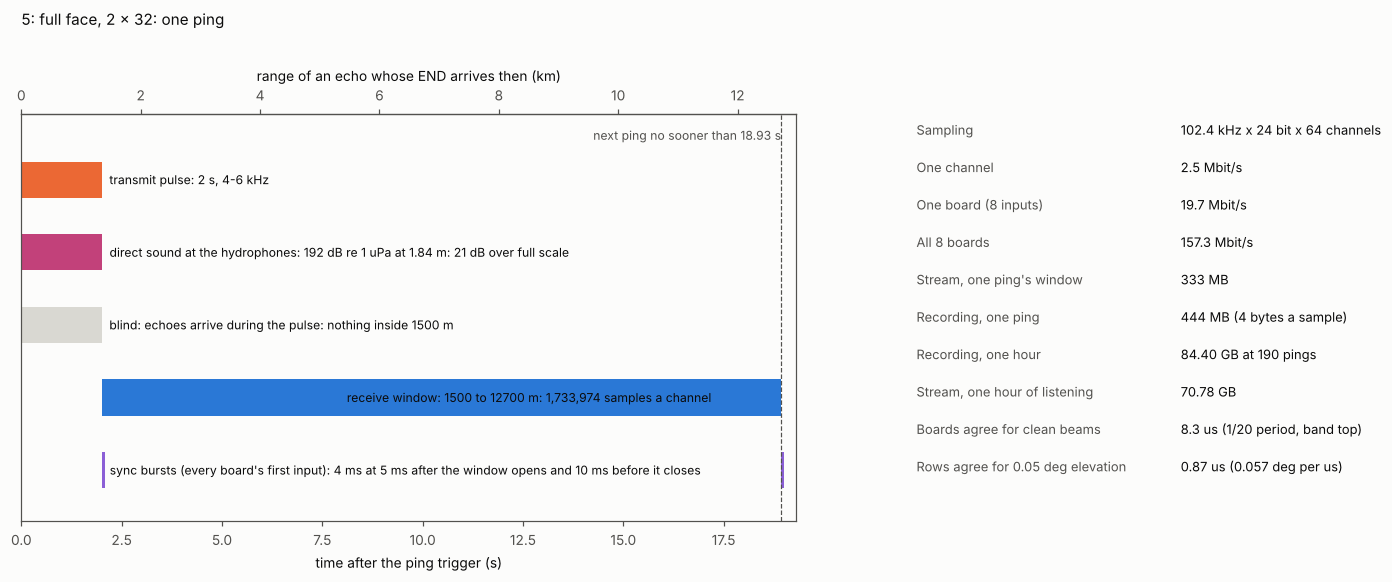 5: full face, 2 × 32: one ping
range of an echo whose END arrives then (km)
0 2 4 6 8 10 12
next ping no sooner than 18.93 s
transmit pulse: 2 s, 4-6 kHz
direct sound at the hydrophones: 192 dB re 1 uPa at 1.84 m: 21 dB over full scale
blind: echoes arrive during the pulse: nothing inside 1500 m
receive window: 1500 to 12700 m: 1,733,974 samples a channel
sync bursts (every board's first input): 4 ms at 5 ms after the window opens and 10 ms before it closes
0.0 2.5 5.0 7.5 10.0 12.5 15.0 17.5
time after the ping trigger (s)
Sampling 102.4 kHz x 24 bit x 64 channels
One channel 2.5 Mbit/s
One board (8 inputs) 19.7 Mbit/s
All 8 boards 157.3 Mbit/s
Stream, one ping's window 333 MB
Recording, one ping 444 MB (4 bytes a sample)
Recording, one hour 84.40 GB at 190 pings
Stream, one hour of listening 70.78 GB
Boards agree for clean beams 8.3 us (1/20 period, band top)
Rows agree for 0.05 deg elevation 0.87 us (0.057 deg per us)